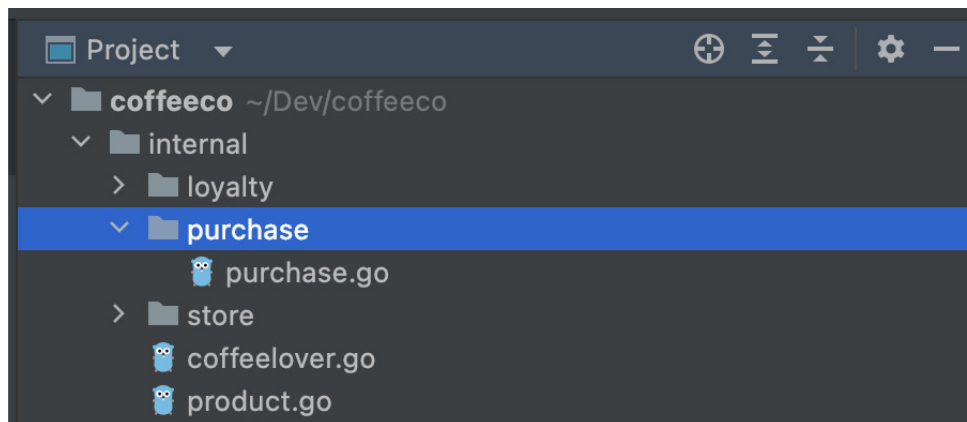 Project
coffeeco ~/Dev/coffeeco
internal
loyalty
purchase
purchase.go
store
coffeelover.go
product.go